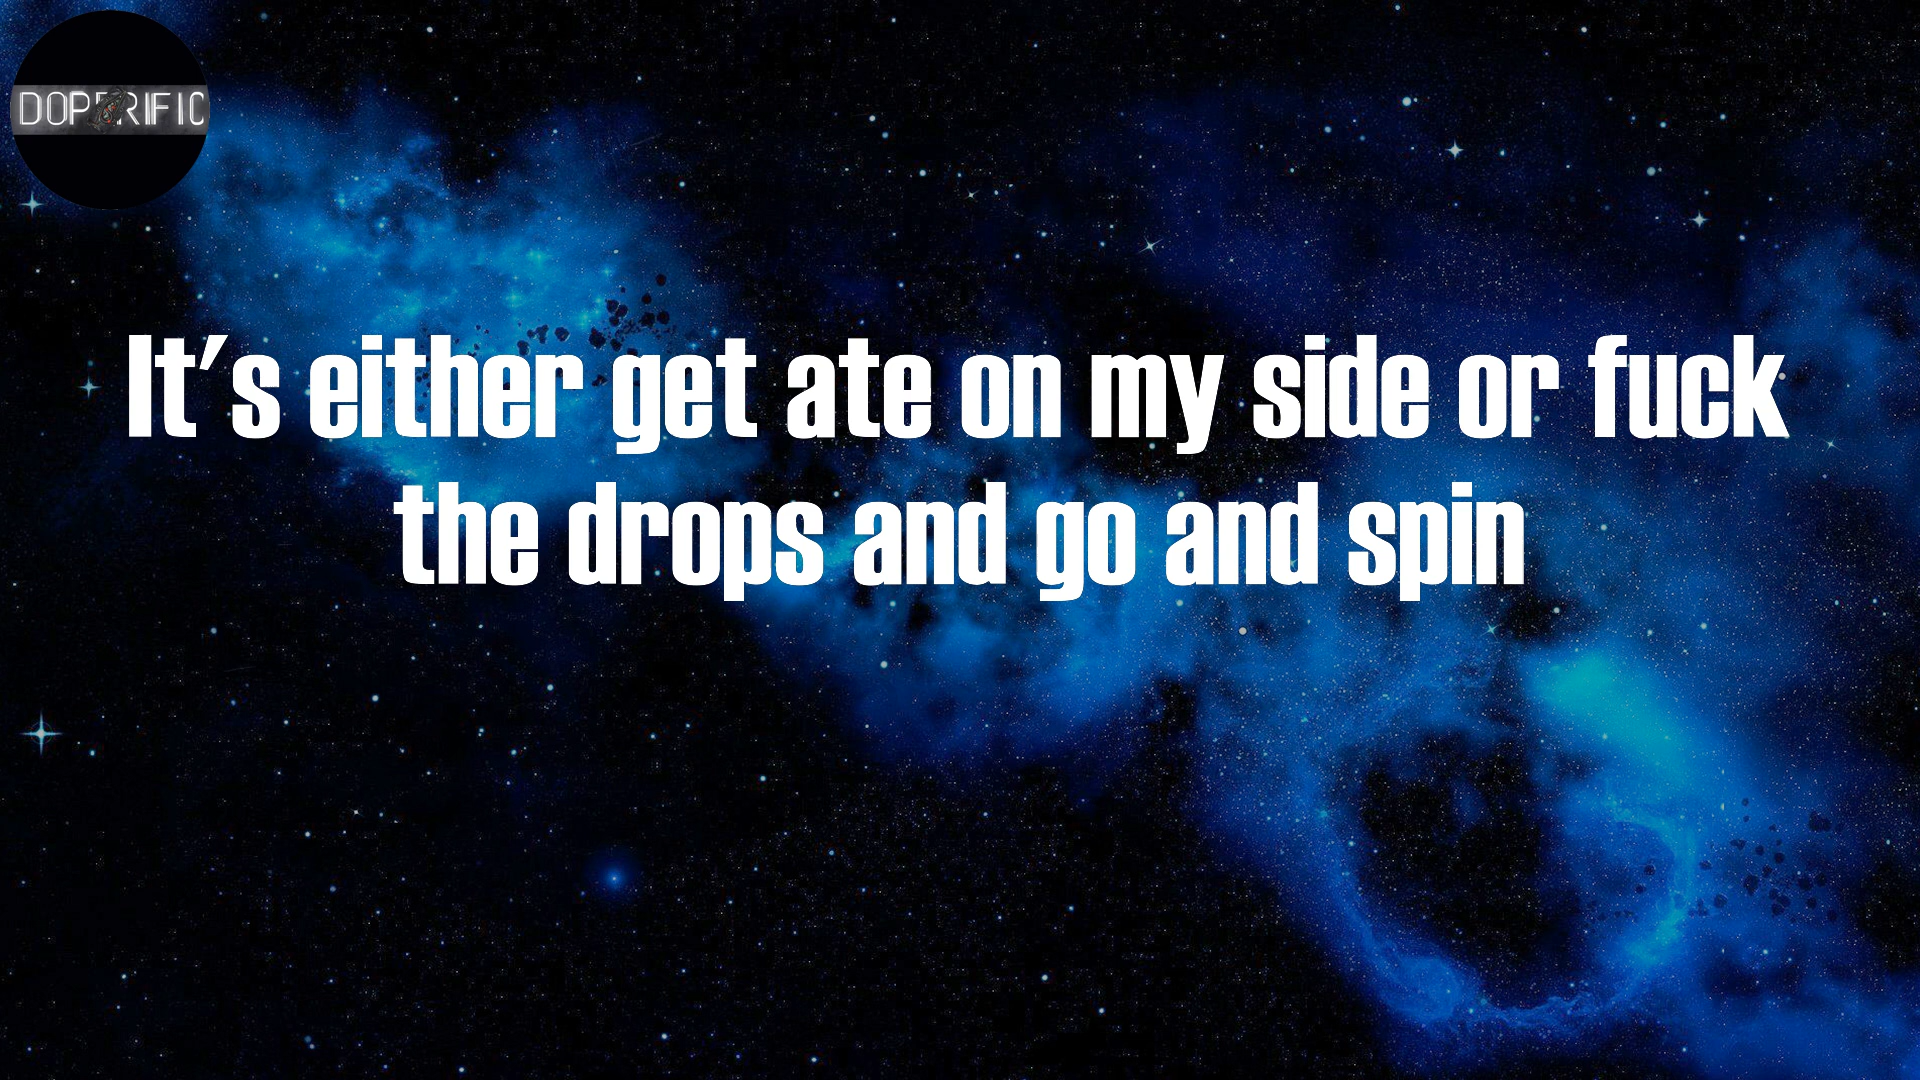 DOPERIFIC
It's either get ate on my side or fuck
the drops and go and spin